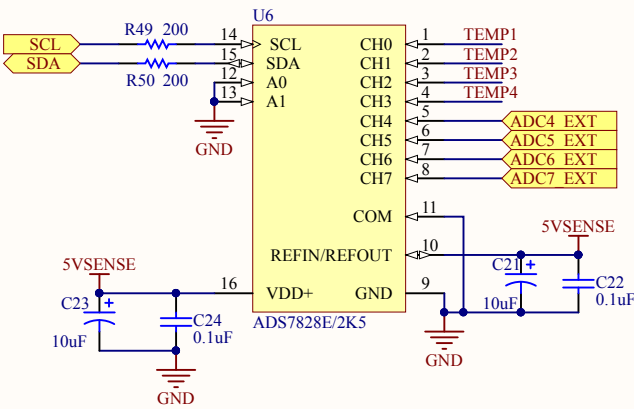 U6
R49 200
SCL 14 SCL CH0 1 TEMP1
SDA 15 SDA CH1 2 TEMP2
R50 200 12 A0 CH2 3 TEMP3
13 A1 CH3 4 TEMP4
CH4 5 ADC4_EXT
GND CH5 6 ADC5_EXT
CH6 7 ADC6_EXT
CH7 8 ADC7_EXT
COM 11
5VSENSE
REFIN/REFOUT 10
5VSENSE C21 + C22
16 VDD+ GND 9 10uF 0.1uF
C23 + ADS7828E/2K5
10uF C24 0.1uF
GND
GND